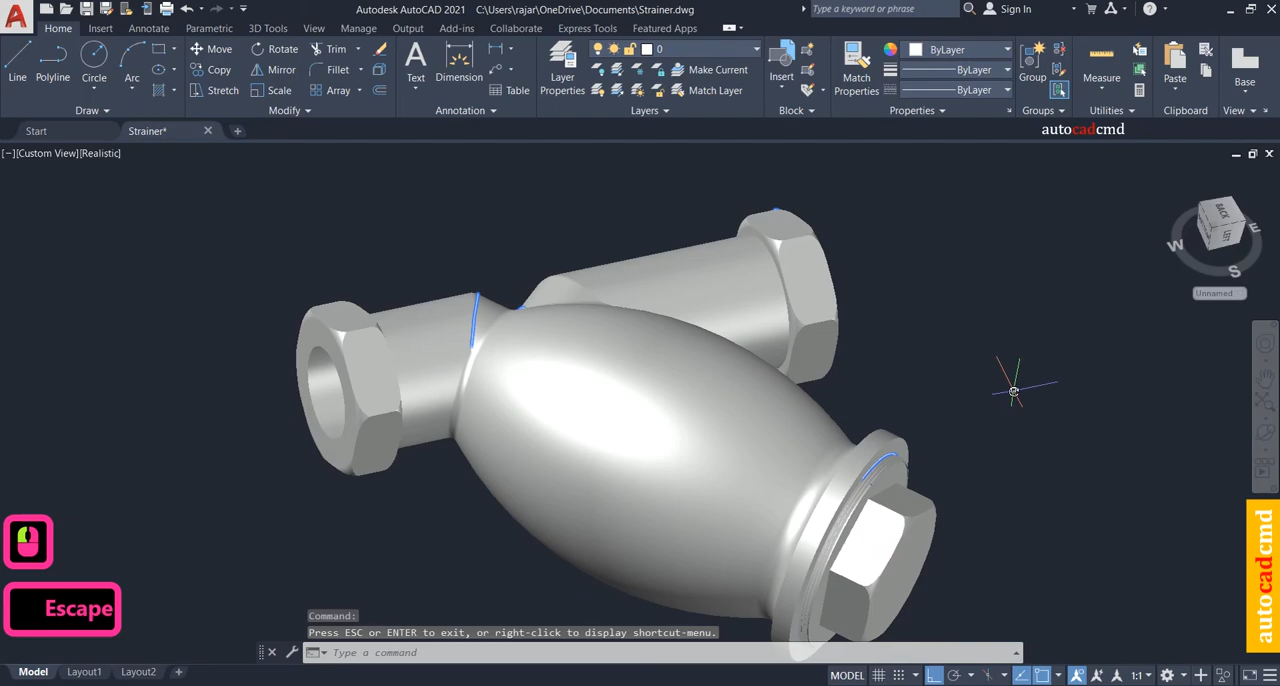 Autodesk AutoCAD 2021 C:\Users\rajar\OneDrive\Documents\Strainer.dwg
Type a keyword or phrase
Sign In
Home Insert Annotate Parametric 3D Tools View Manage Output Add-ins Collaborate Express Tools Featured Apps
Line
Polyline
Circle
Arc
Move
Rotate
Trim
Copy
Mirror
Fillet
Stretch
Scale
Array
Text
Dimension
Table
Layer
Properties
0
Make Current
Match Layer
Insert
Match
Properties
ByLayer
ByLayer
ByLayer
Group
Measure
Paste
Base
Draw
Modify
Annotation
Layers
Block
Properties
Groups
Utilities
Clipboard
View
Start
Strainer*
autocadcmd
[−][Custom View][Realistic]
BACK
LEFT
W
E
S
Unnamed
Escape
Command:
Press ESC or ENTER to exit, or right-click to display shortcut-menu.
Type a command
autocadcmd
Model Layout1 Layout2
MODEL
1:1